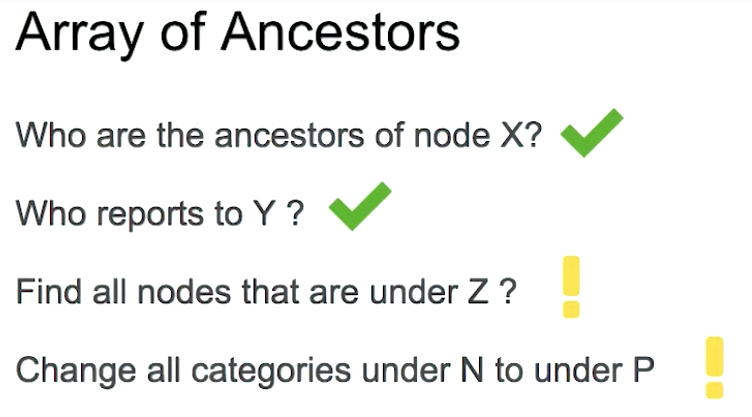 Array of Ancestors
Who are the ancestors of node X?
Who reports to Y ?
Find all nodes that are under Z ?
Change all categories under N to under P